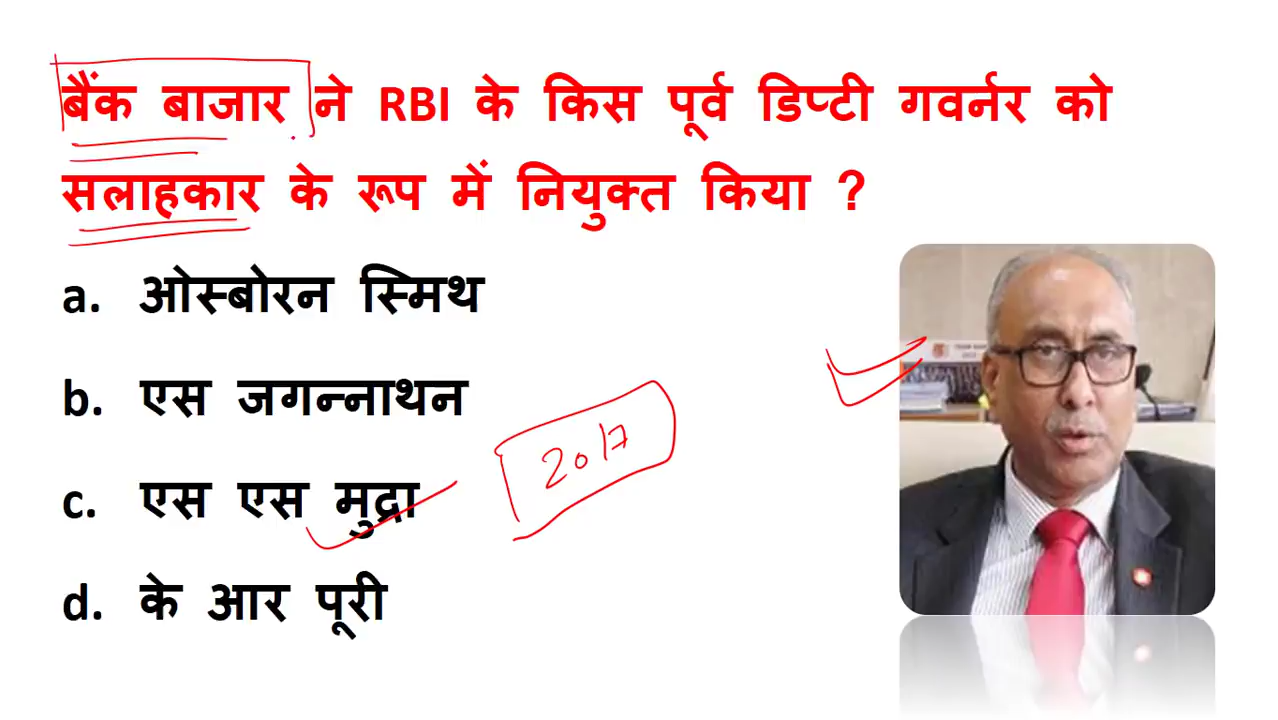 बैंक बाजार ने RBI के किस पूर्व डिप्टी गवर्नर को
सलाहकार के रूप में नियुक्त किया ?
a. ओस्बोरन स्मिथ
b. एस जगन्नाथन
2017
c. एस एस मुद्रा
d. के आर पूरी